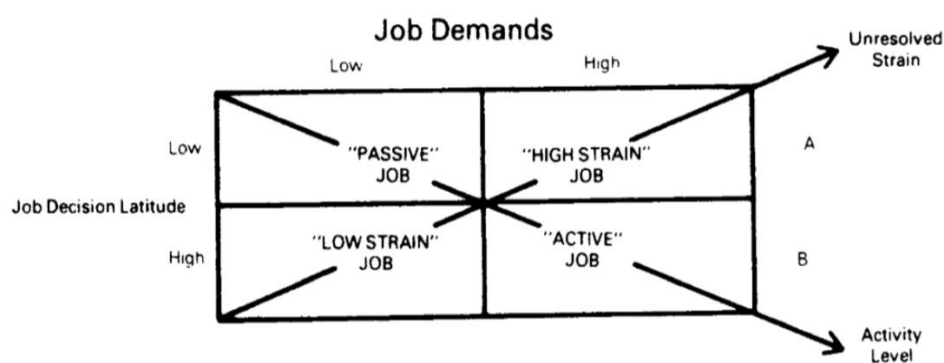 Job Demands
Unresolved
Strain
Low
High
Low
"PASSIVE"
JOB
"HIGH STRAIN"
JOB
A
Job Decision Latitude
High
"LOW STRAIN"
JOB
"ACTIVE"
JOB
B
Activity
Level